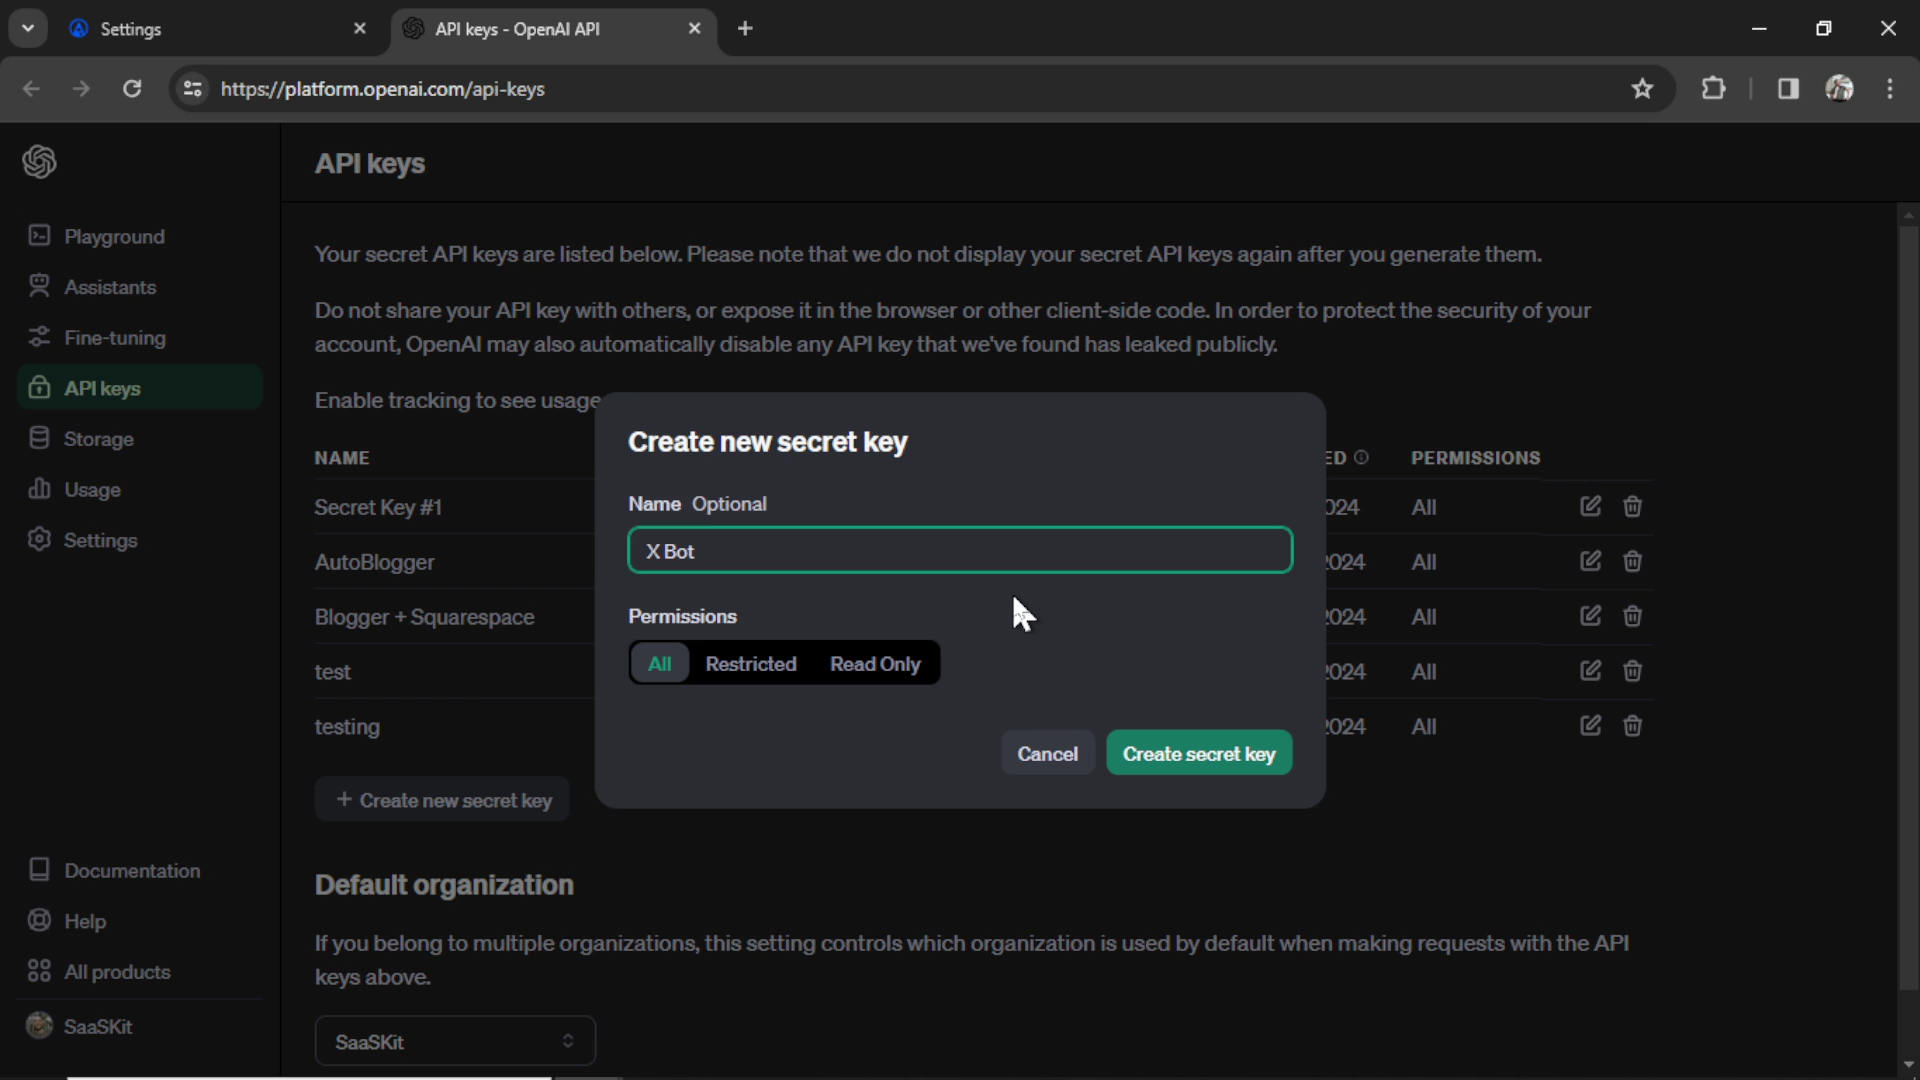 Settings
API keys - OpenAI API
https://platform.openai.com/api-keys
API keys
Playground
Assistants
Fine-tuning
API keys
Storage
Usage
Settings
Your secret API keys are listed below. Please note that we do not display your secret API keys again after you generate them.
Do not share your API key with others, or expose it in the browser or other client-side code. In order to protect the security of your
account, OpenAI may also automatically disable any API key that we've found has leaked publicly.
Enable tracking to see usage
NAME
ED
PERMISSIONS
Secret Key #1
024
All
AutoBlogger
2024
All
Blogger + Squarespace
2024
All
test
2024
All
testing
2024
All
+ Create new secret key
Create new secret key
Name Optional
X Bot
Permissions
All
Restricted
Read Only
Cancel
Create secret key
Default organization
If you belong to multiple organizations, this setting controls which organization is used by default when making requests with the API
keys above.
SaaSKit
Documentation
Help
All products
SaaSKit